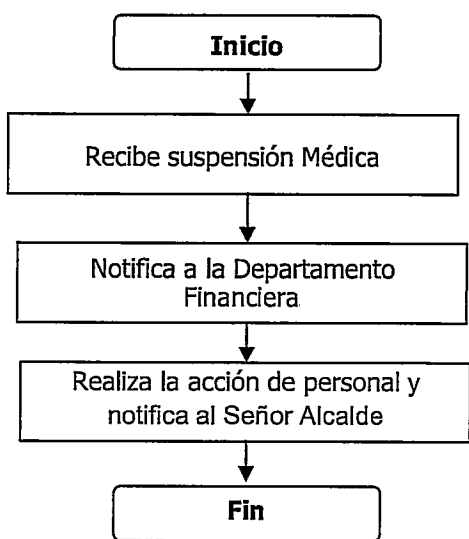 Inicio
Recibe suspensión Médica
Notifica a la Departamento
Financiera
Realiza la acción de personal y
notifica al Señor Alcalde
Fin